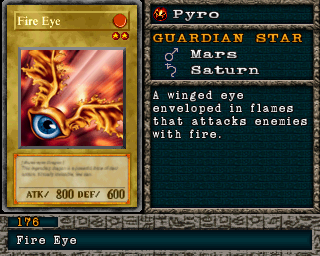 Fire Eye
Pyro
GUARDIAN STAR
Mars
Saturn
A winged eye
enveloped in flames
that attacks enemies
with fire.
ATK/ 800 DEF/ 600
176
Fire Eye